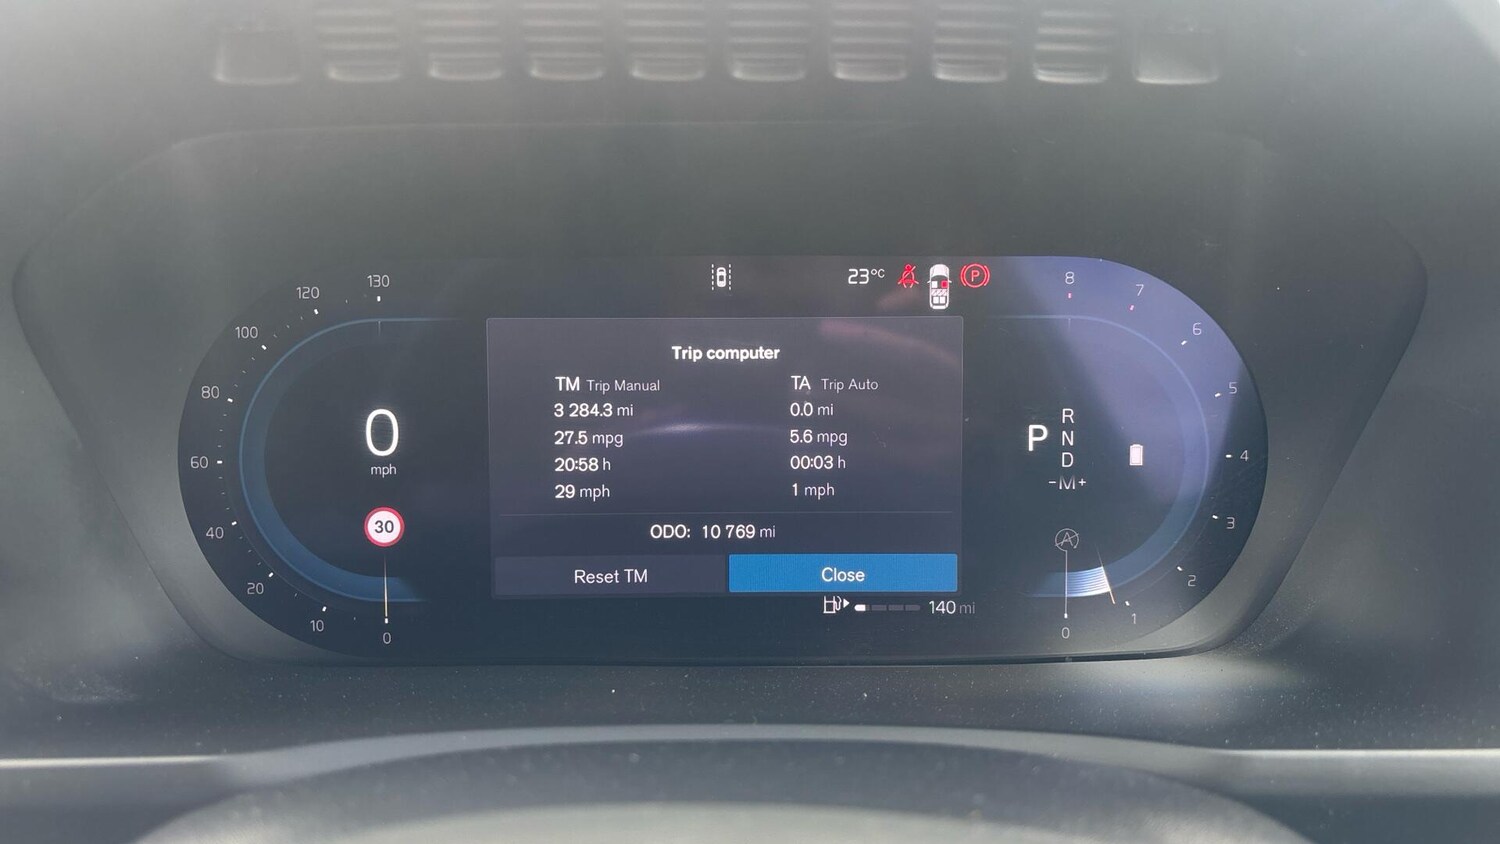 23°C
P
130
120
100
80
60
40
20
10
0
0
mph
30
Trip computer
TM Trip Manual
3 284.3 mi
27.5 mpg
20:58 h
29 mph
TA Trip Auto
0.0 mi
5.6 mpg
00:03 h
1 mph
ODO: 10 769 mi
Reset TM
Close
140 mi
P
R
N
D
-M+
A
8
7
6
5
4
3
2
1
0